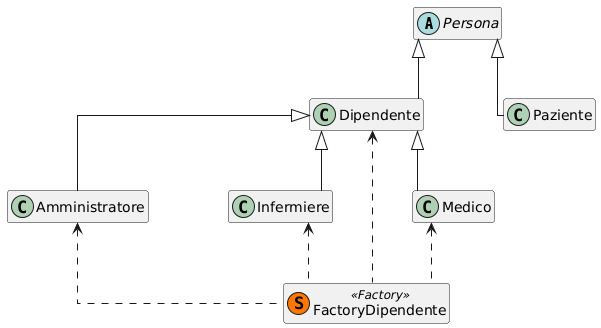 A Persona
C Dipendente
C Paziente
C Amministratore
C Infermiere
C Medico
«Factory»
S FactoryDipendente